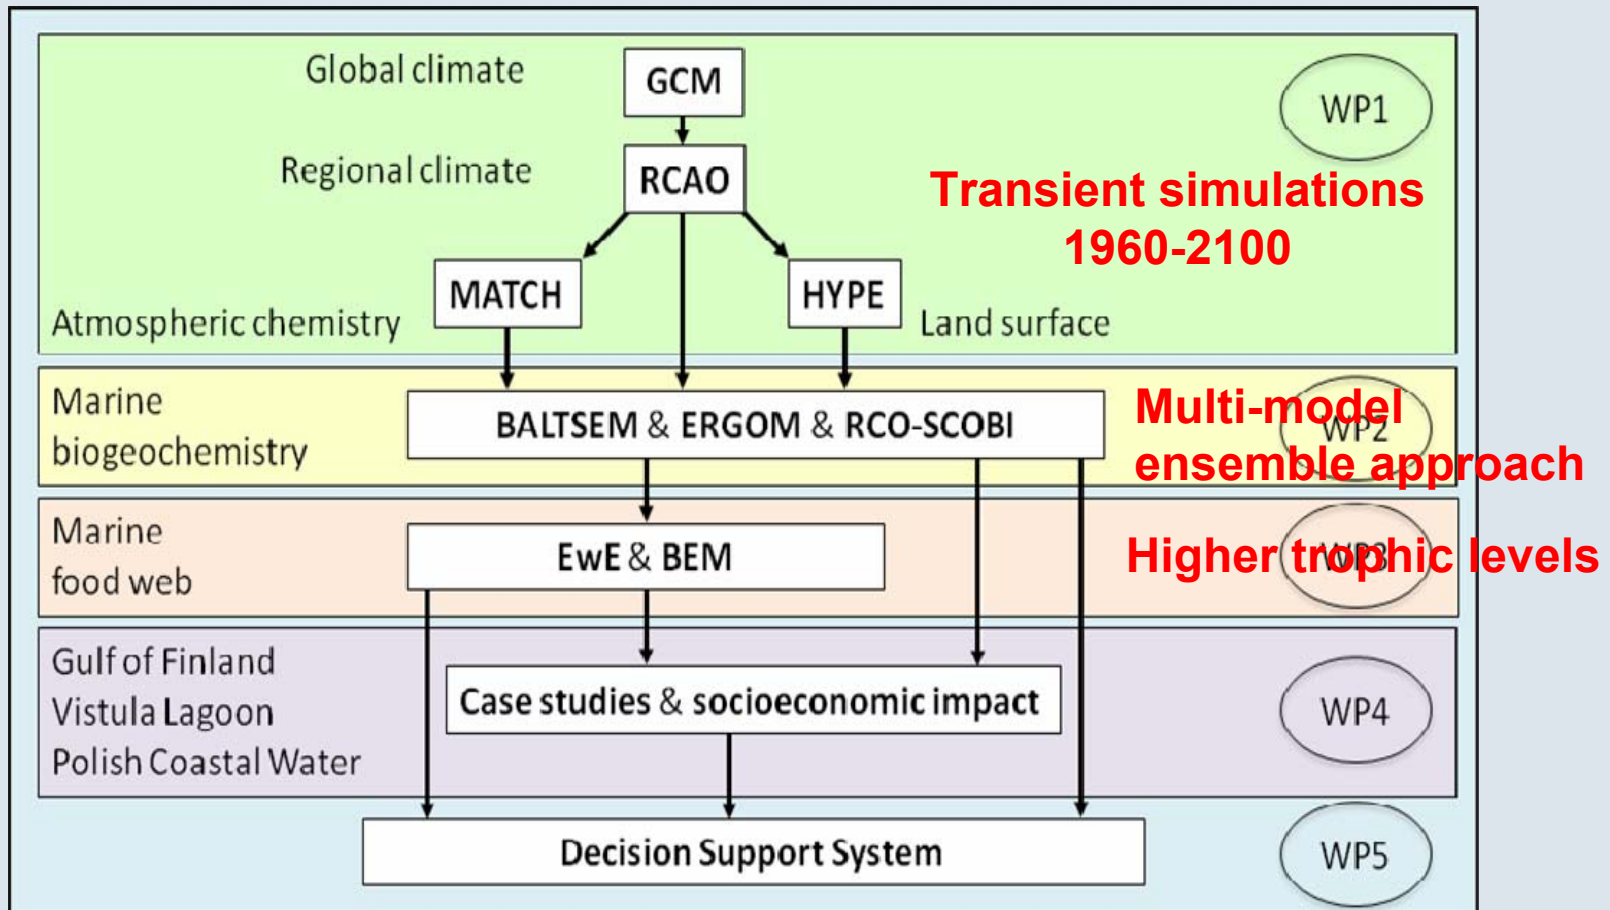 Global climate
GCM
WP1
Regional climate
RCAO
Transient simulations
1960-2100
MATCH
HYPE
Atmospheric chemistry
Land surface
Marine
biogeochemistry
BALTSEM & ERGOM & RCO-SCOBI
Multi-model
WP2
ensemble approach
Marine
food web
EwE & BEM
Higher trophic levels
WP3
Gulf of Finland
Vistula Lagoon
Polish Coastal Water
Case studies & socioeconomic impact
WP4
Decision Support System
WP5